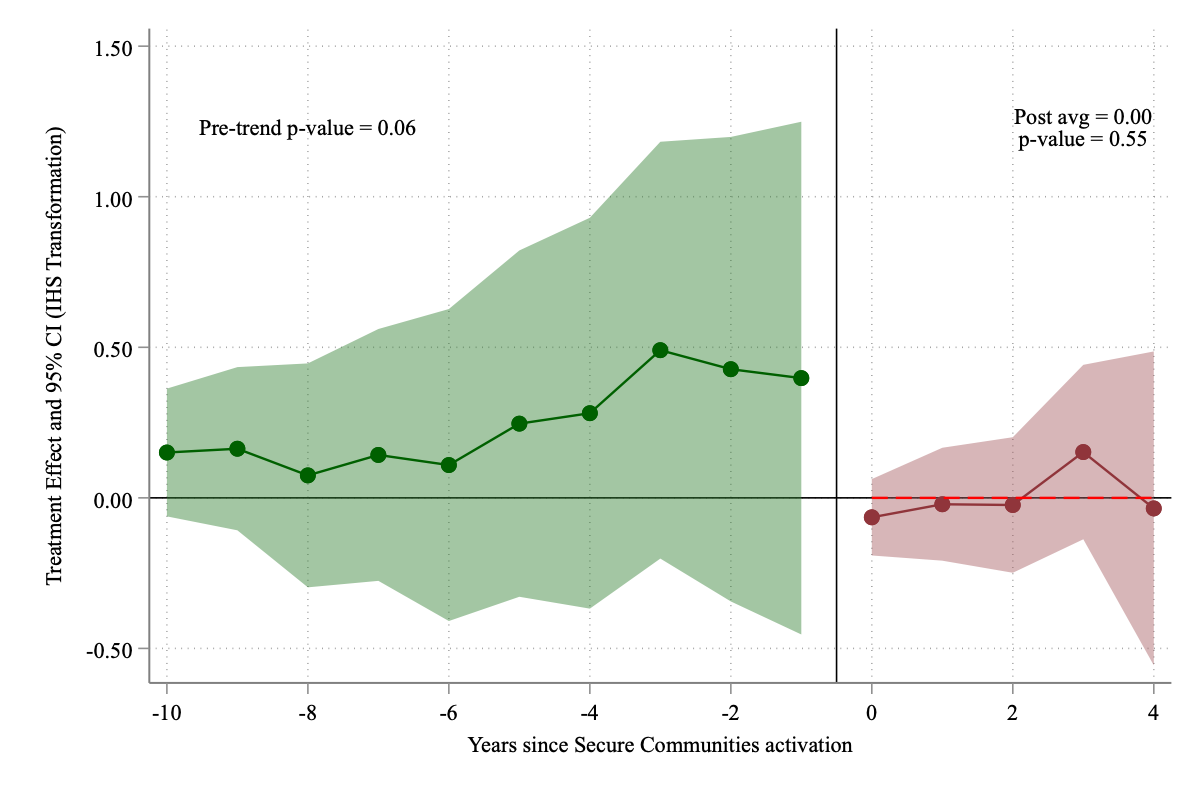 Treatment Effect and 95% CI (IHS Transformation)
1.50
1.00
0.50
0.00
-0.50
Pre-trend p-value = 0.06
Post avg = 0.00
p-value = 0.55
-10 -8 -6 -4 -2 0 2 4
Years since Secure Communities activation